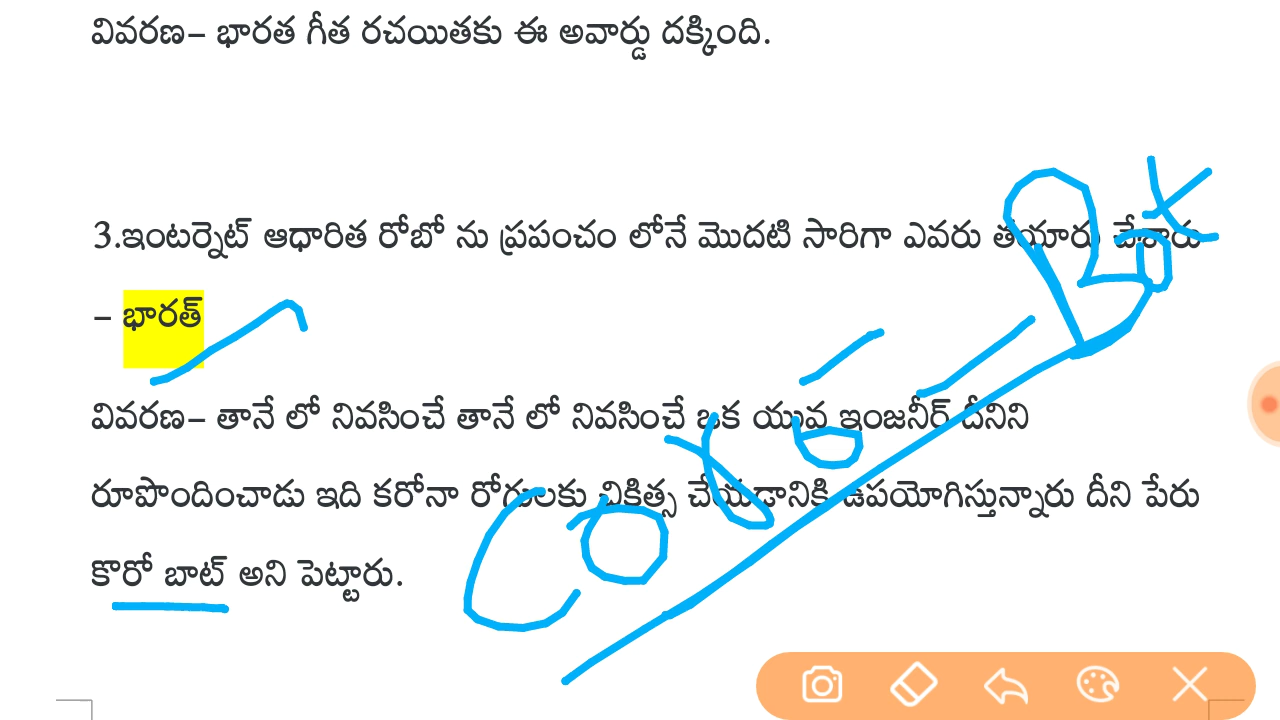 వివరణ– భారత గీత రచయితకు ఈ అవార్డు దక్కింది.
3.ఇంటర్నెట్ ఆధారిత రోబో ను ప్రపంచం లోనే మొదటి సారిగా ఎవరు తయారు చేశారు
– భారత్
వివరణ– తానే లో నివసించే తానే లో నివసించే ఒక యువ ఇంజనీర్ దీనిని
రూపొందించాడు ఇది కరోనా రోగులకు చికిత్స చేయడానికి ఉపయోగిస్తున్నారు దీని పేరు
కొరో బాట్ అని పెట్టారు.
Coro - Bot